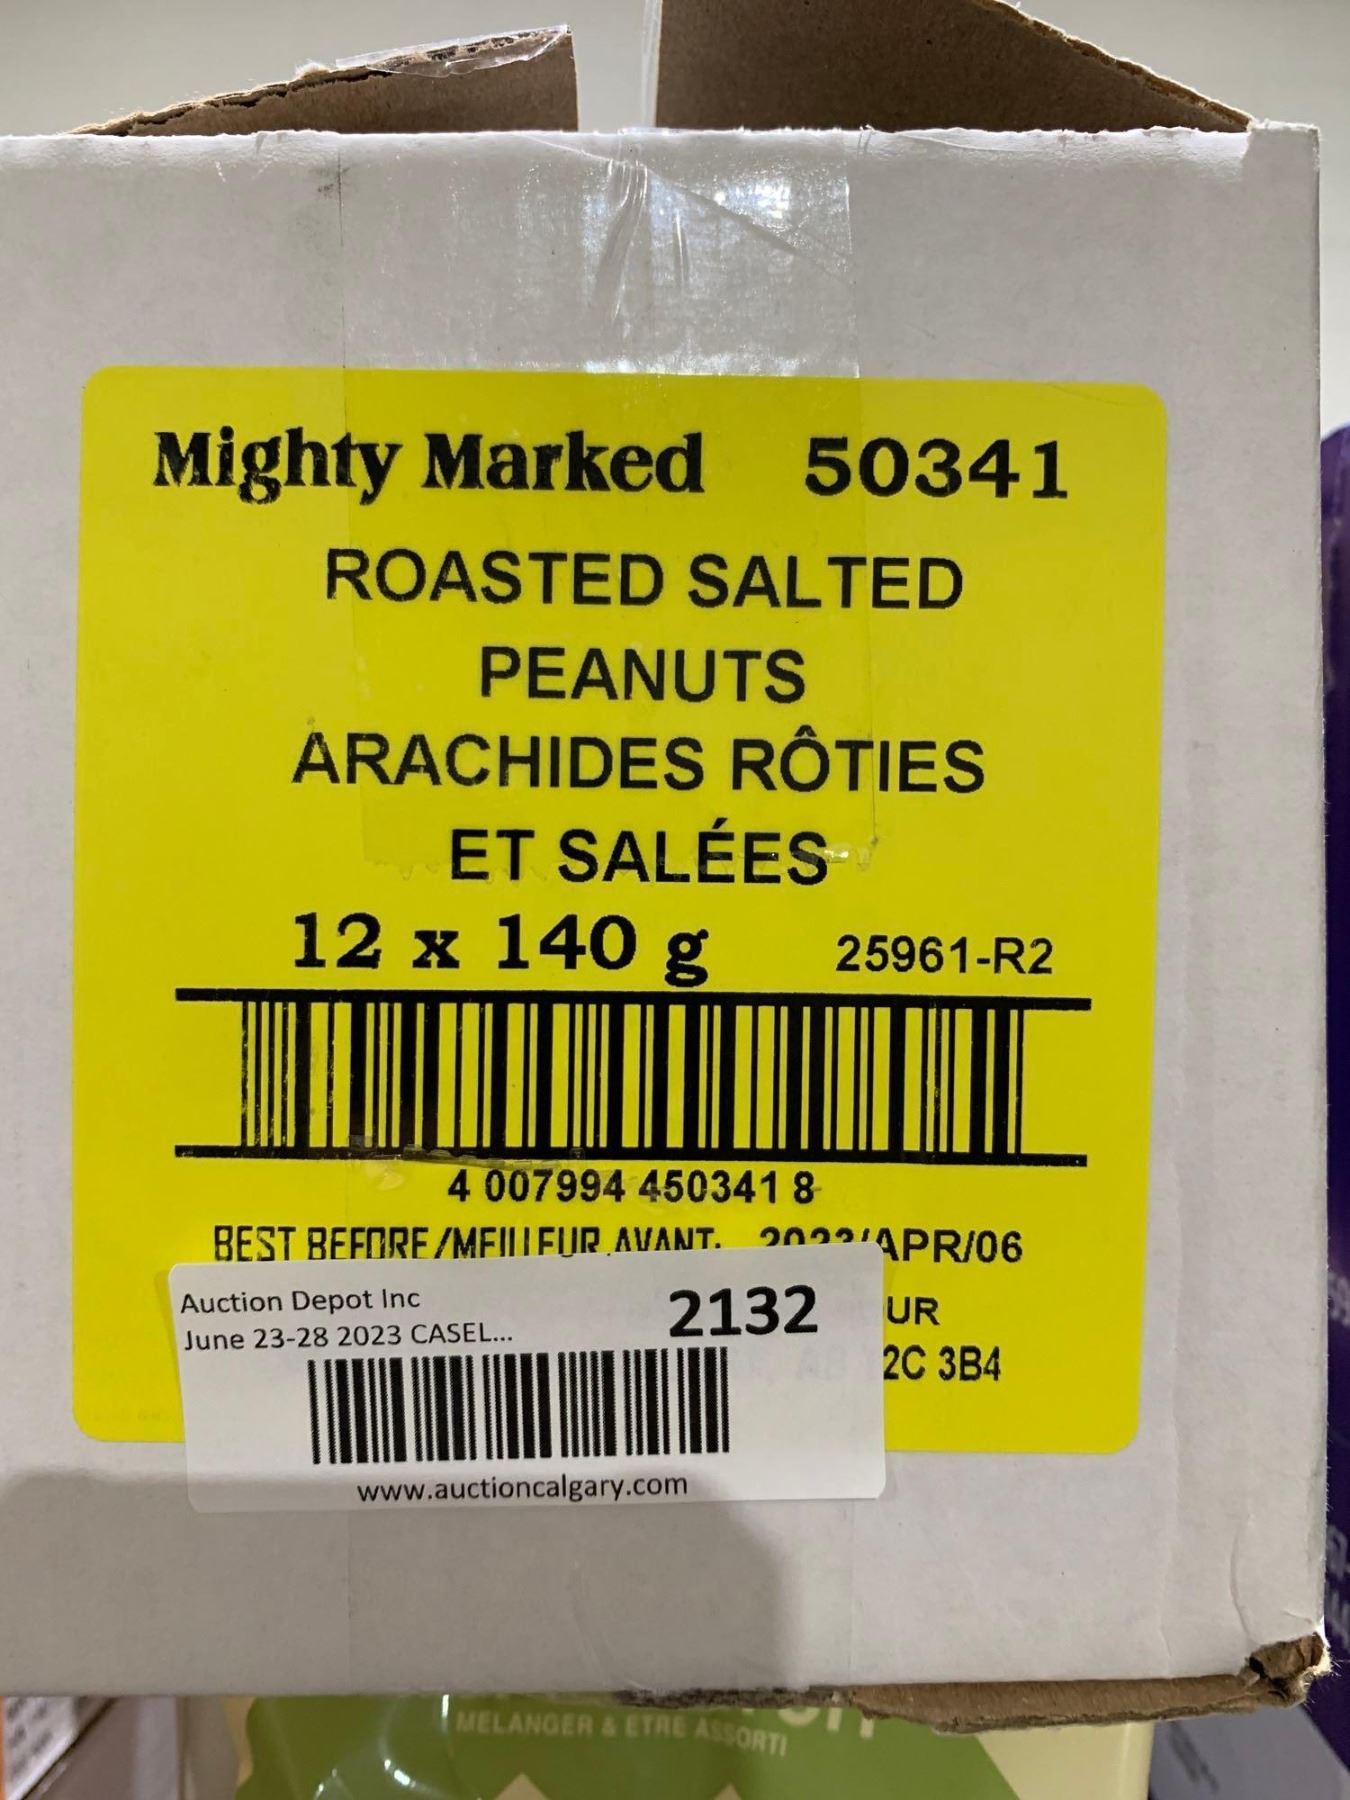 Mighty Marked 50341
ROASTED SALTED
PEANUTS
ARACHIDES RÔTIES
ET SALÉES
12 x 140 g 25961-R2
4 007994 450341 8
BEST BEFORE/MEILLEUR AVANT: 2023/APR/06
UR
2C 3B4
Auction Depot Inc 2132
June 23-28 2023 CASEL...
www.auctioncalgary.com
MELANGER & ETRE ASSORTI